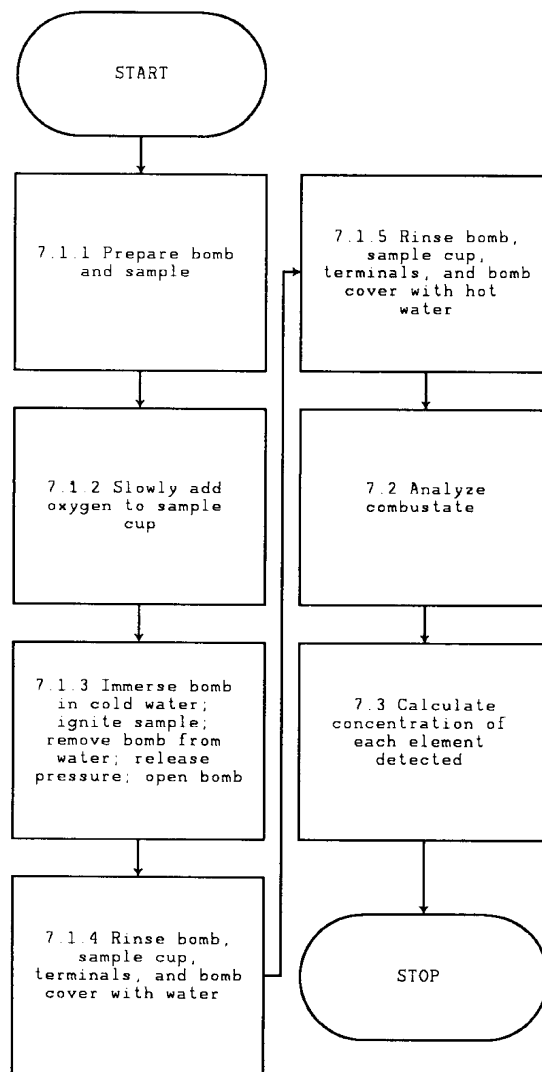 START
7.1.1 Prepare bomb
and sample
7.1.2 Slowly add
oxygen to sample
cup
7.1.3 Immerse bomb
in cold water;
ignite sample;
remove bomb from
water; release
pressure; open bomb
7.1.4 Rinse bomb,
sample cup,
terminals, and bomb
cover with water
7.1.5 Rinse bomb,
sample cup,
terminals, and bomb
cover with hot
water
7.2 Analyze
combustate
7.3 Calculate
concentration of
each element
detected
STOP